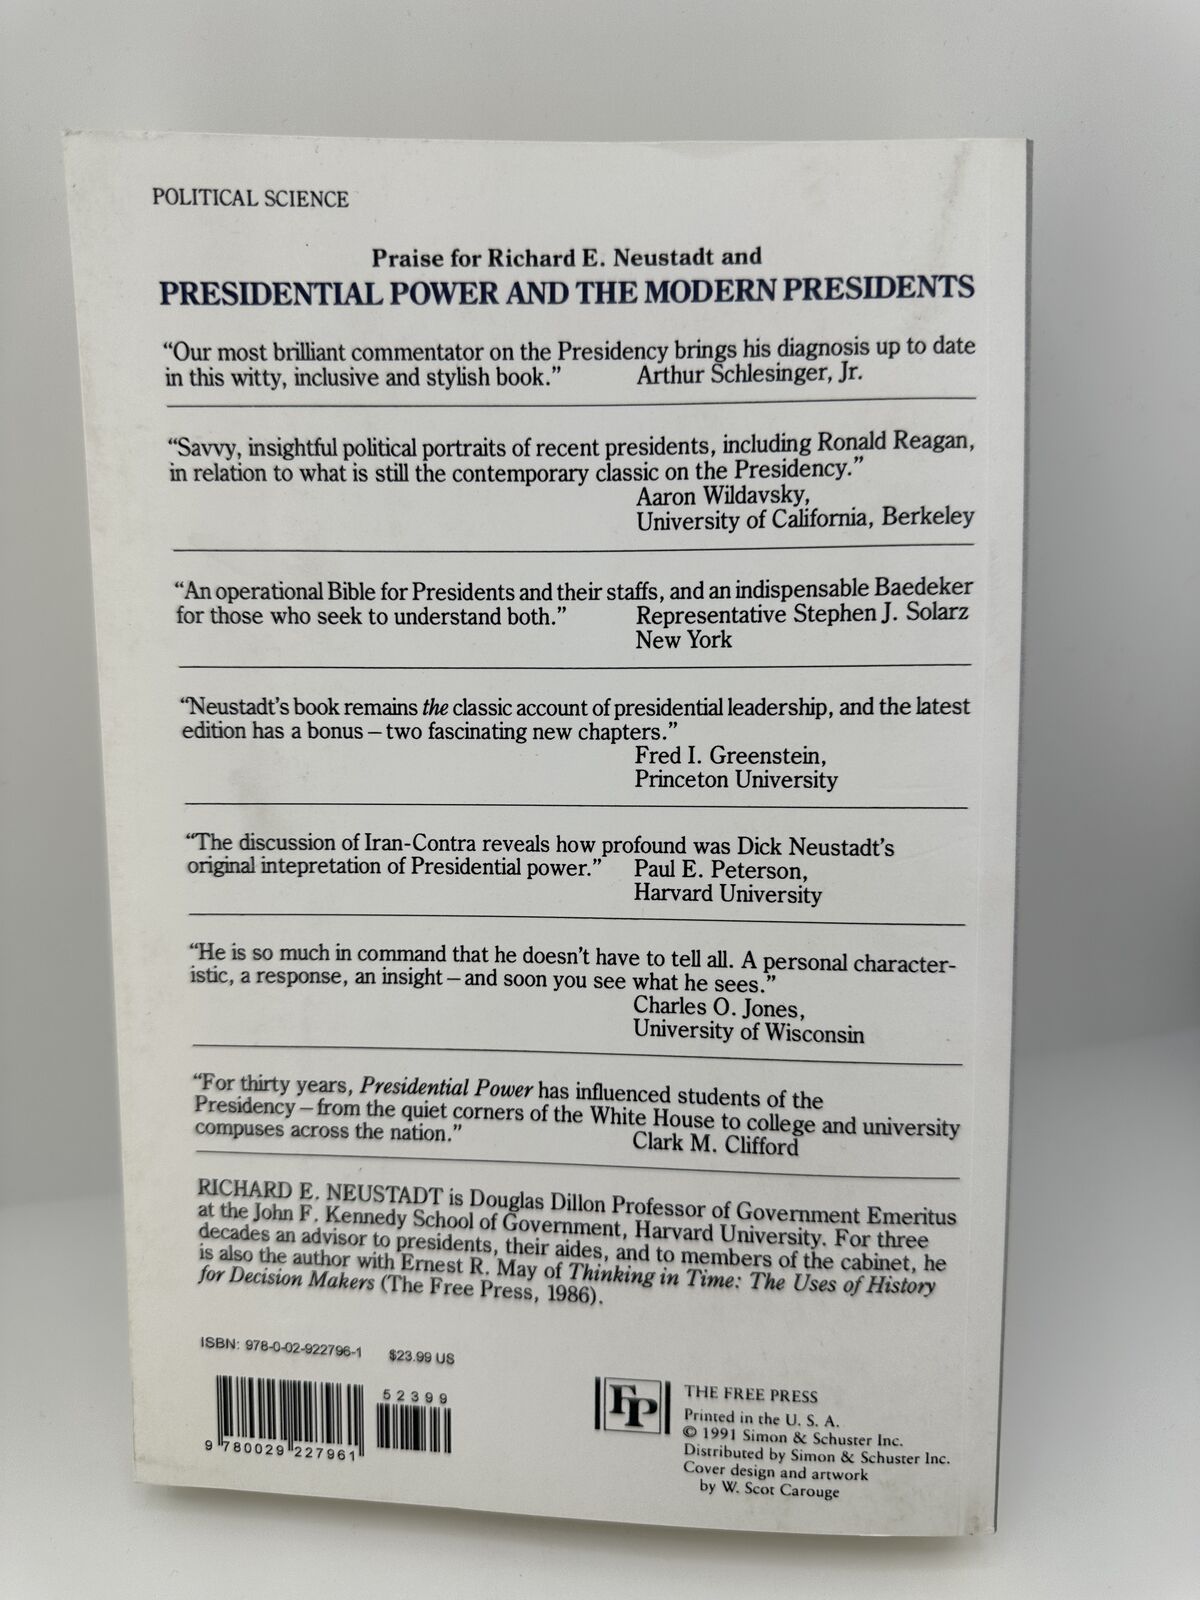 POLITICAL SCIENCE
Praise for Richard E. Neustadt and
PRESIDENTIAL POWER AND THE MODERN PRESIDENTS
“Our most brilliant commentator on the Presidency brings his diagnosis up to date
in this witty, inclusive and stylish book.” Arthur Schlesinger, Jr.
“Savvy, insightful political portraits of recent presidents, including Ronald Reagan,
in relation to what is still the contemporary classic on the Presidency.”
Aaron Wildavsky,
University of California, Berkeley
“An operational Bible for Presidents and their staffs, and an indispensable Baedeker
for those who seek to understand both.” Representative Stephen J. Solarz
New York
“Neustadt’s book remains the classic account of presidential leadership, and the latest
edition has a bonus – two fascinating new chapters.”
Fred I. Greenstein,
Princeton University
“The discussion of Iran-Contra reveals how profound was Dick Neustadt’s
original intepretation of Presidential power.” Paul E. Peterson,
Harvard University
“He is so much in command that he doesn’t have to tell all. A personal character-
istic, a response, an insight – and soon you see what he sees.”
Charles O. Jones,
University of Wisconsin
“For thirty years, Presidential Power has influenced students of the
Presidency – from the quiet corners of the White House to college and university
compuses across the nation.” Clark M. Clifford
RICHARD E. NEUSTADT is Douglas Dillon Professor of Government Emeritus
at the John F. Kennedy School of Government, Harvard University. For three
decades an advisor to presidents, their aides, and to members of the cabinet, he
is also the author with Ernest R. May of Thinking in Time: The Uses of History
for Decision Makers (The Free Press, 1986).
ISBN: 978-0-02-922796-1 $23.99 US
52399
9 780029 227961
FP
THE FREE PRESS
Printed in the U. S. A.
© 1991 Simon & Schuster Inc.
Distributed by Simon & Schuster Inc.
Cover design and artwork
by W. Scot Carouge